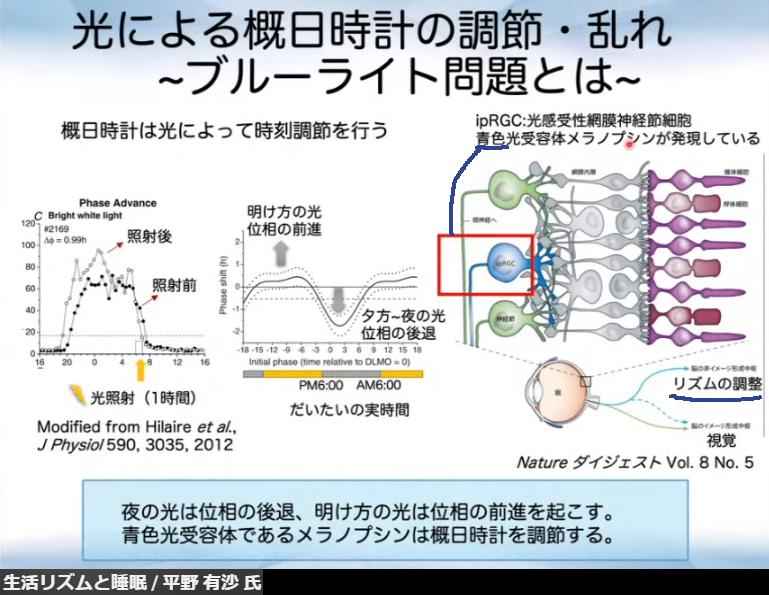 光による概日時計の調節・乱れ
~ブルーライト問題とは~
概日時計は光によって時刻調節を行う
ipRGC:光感受性網膜神経節細胞
青色光受容体メラノプシンが発現している
Phase Advance
C Bright white light
#2169
Δϕ = 0.99h
照射後
照射前
120
100
80
60
40
20
0
16 20 0 4 8 12 16
光照射（1時間）
Modified from Hilaire et al.,
J Physiol 590, 3035, 2012
明け方の光
位相の前進
夕方~夜の光
位相の後退
Phase shift (h)
2
1
0
-1
-2
-18 -15 -12 -9 -6 -3 0 3 6 9 12 15 18
Initial phase (time relative to DLMO = 0)
PM6:00 AM6:00
だいたいの実時間
網膜内層
錐体細胞
桿体細胞
視神経へ
ipRGC
神経節
眼
脳の非イメージ形成中枢
リズムの調整
脳のイメージ形成中枢
視覚
Nature ダイジェスト Vol. 8 No. 5
夜の光は位相の後退、明け方の光は位相の前進を起こす。
青色光受容体であるメラノプシンは概日時計を調節する。
生活リズムと睡眠 / 平野 有沙 氏